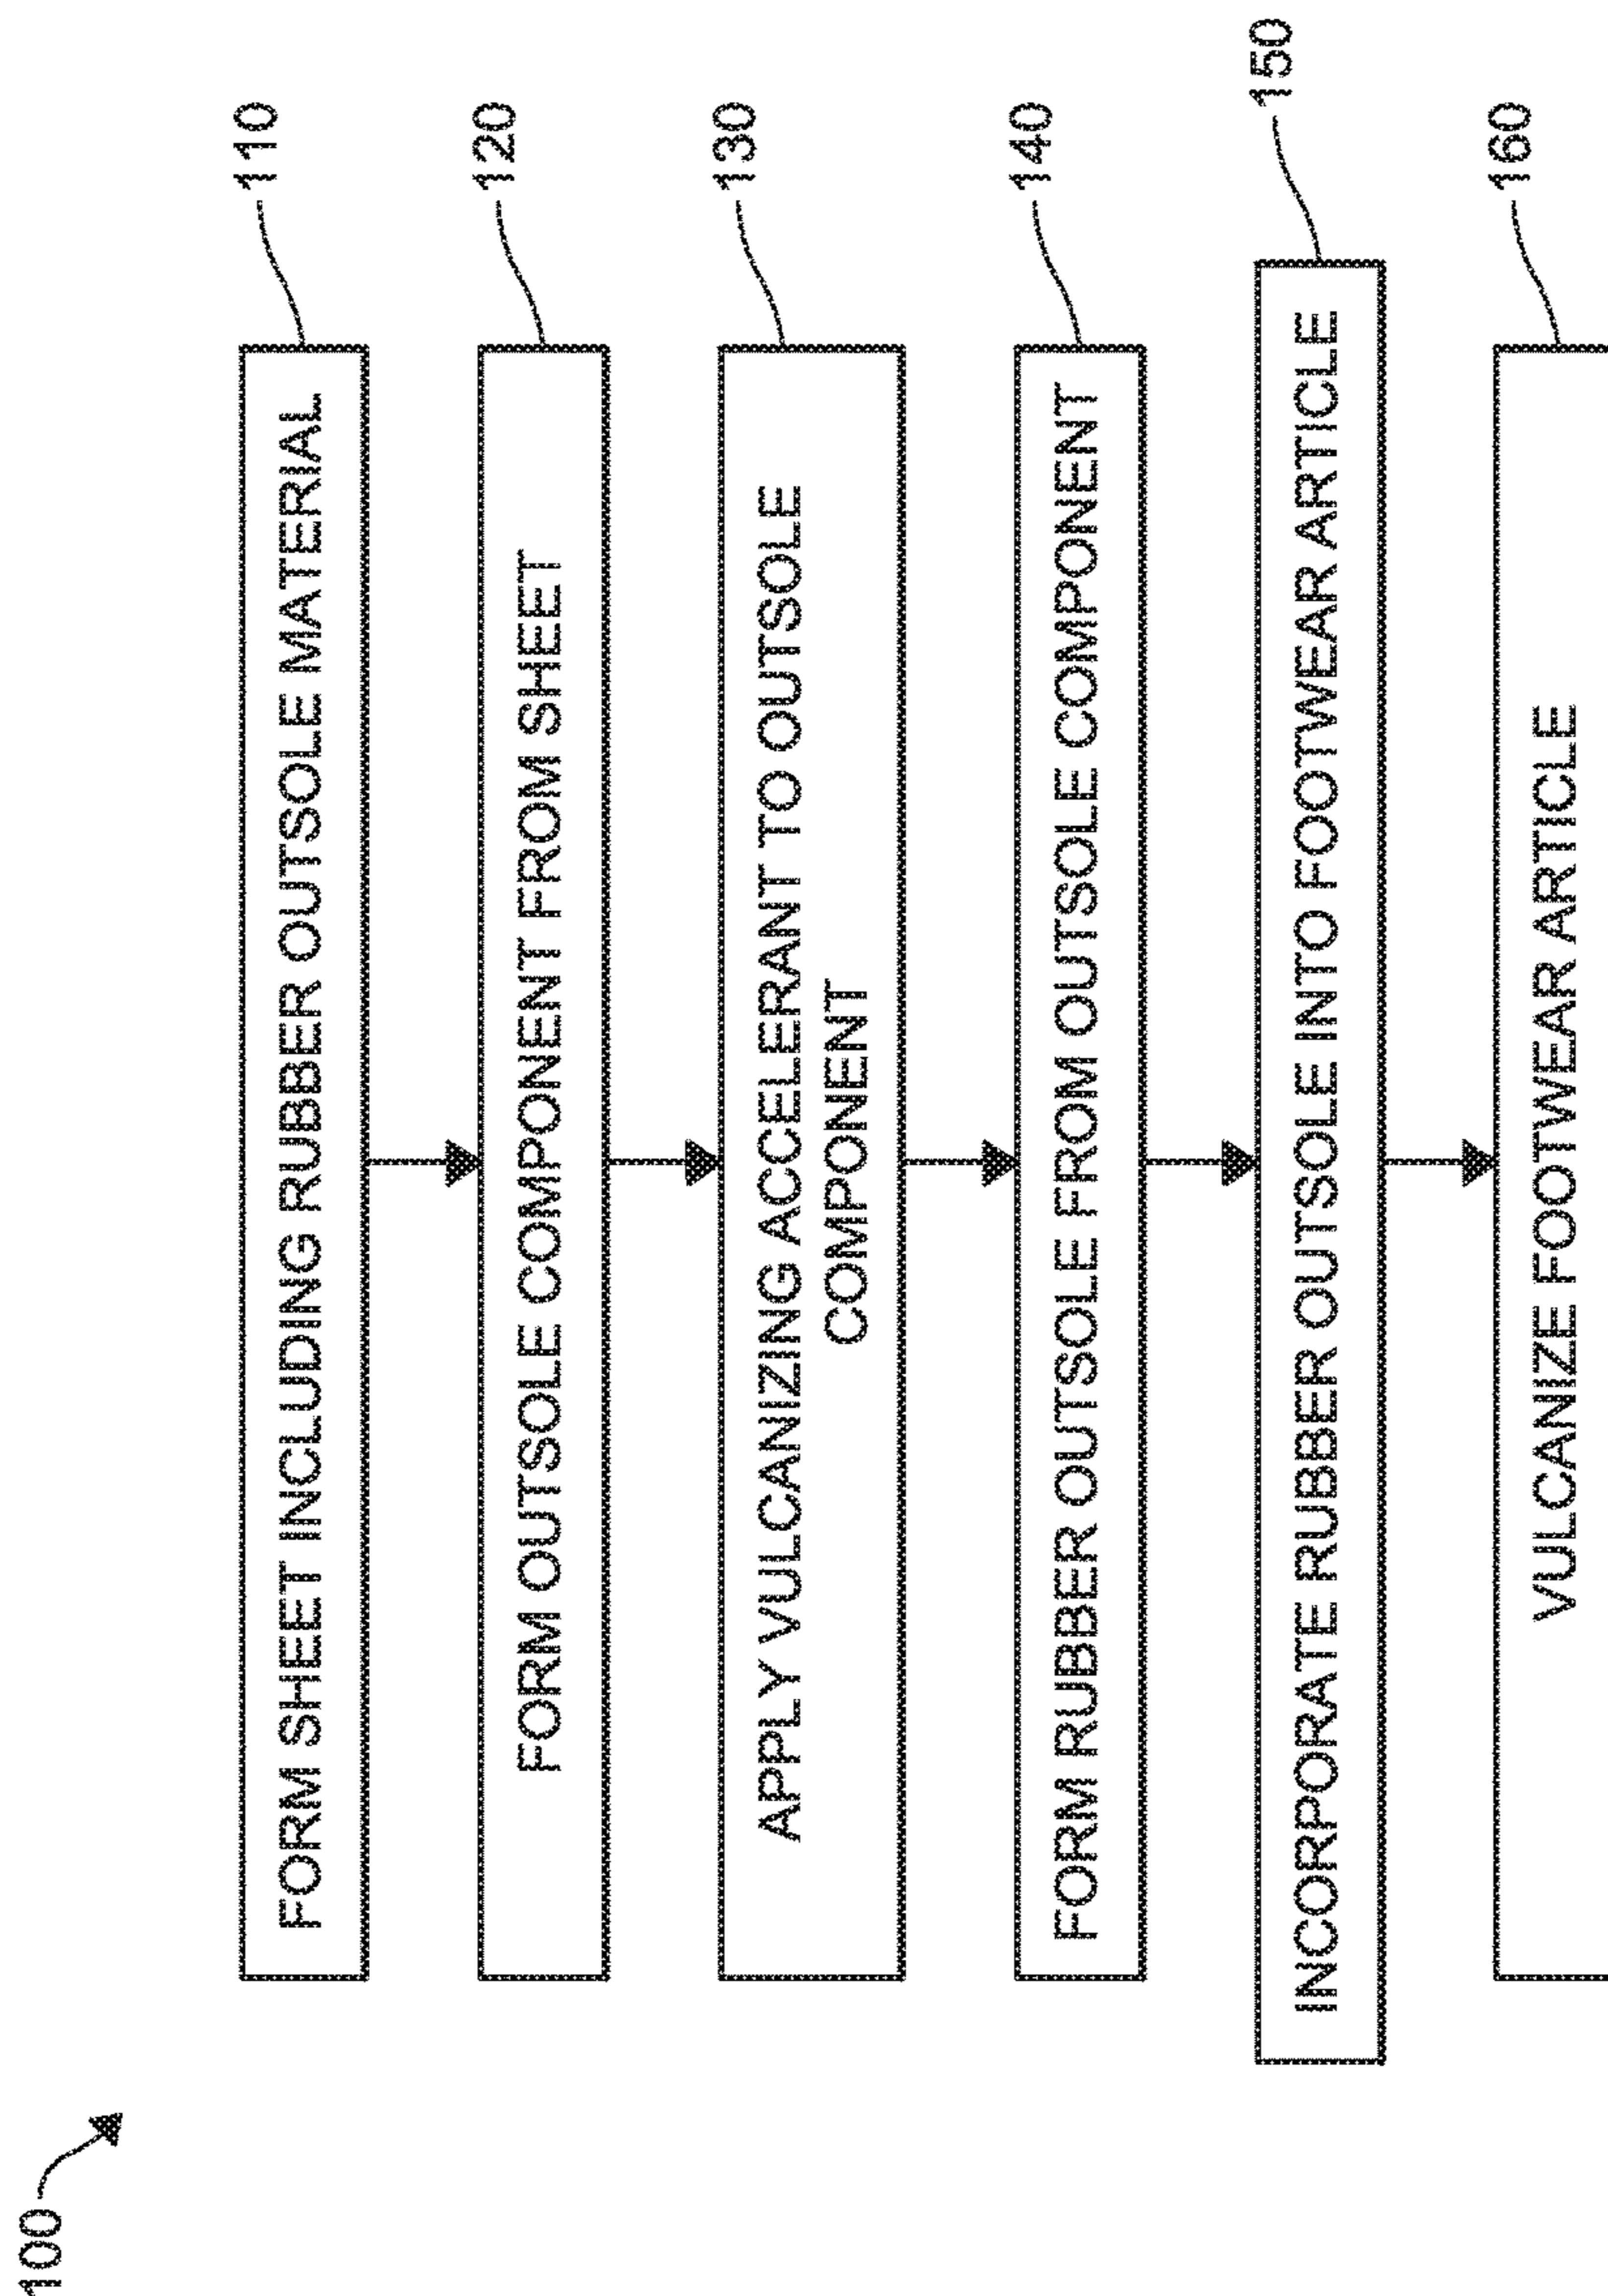 100
FORM SHEET INCLUDING RUBBER OUTSOLE MATERIAL
110
FORM OUTSOLE COMPONENT FROM SHEET
120
APPLY VULCANIZING ACCELERANT TO OUTSOLE
COMPONENT
130
FORM RUBBER OUTSOLE FROM OUTSOLE COMPONENT
140
INCORPORATE RUBBER OUTSOLE INTO FOOTWEAR ARTICLE
150
VULCANIZE FOOTWEAR ARTICLE
160